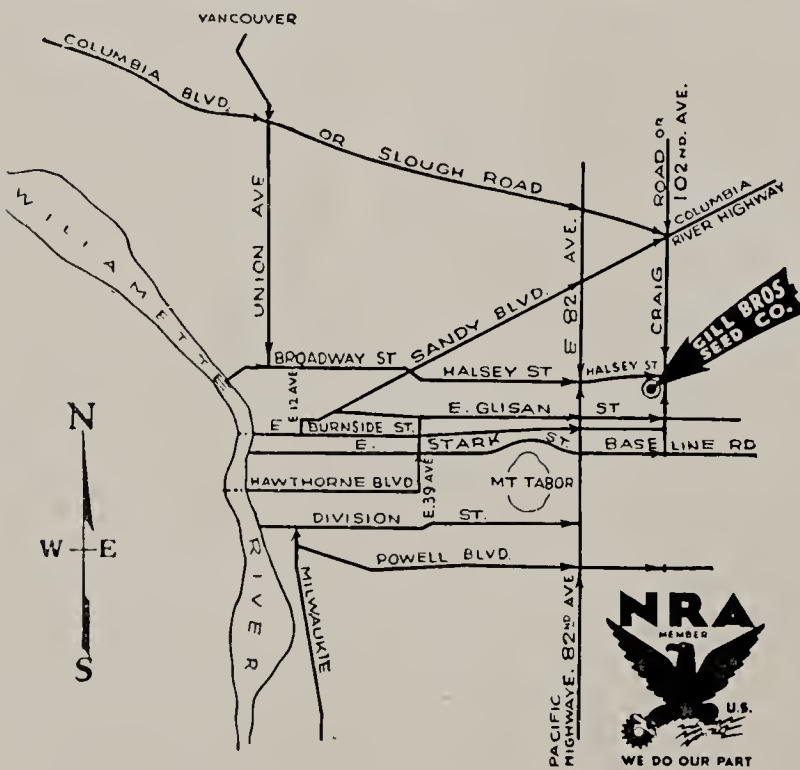 VANCOUVER
COLUMBIA BLVD.
OR SLOUGH ROAD
UNION AVE
E 82 AVE.
CRAIG ROAD OR
102ND. AVE.
COLUMBIA
RIVER HIGHWAY
WILIAMETTE RIVER
SANDY BLVD.
GILL BROS
SEED CO.
BROADWAY ST
HALSEY ST
HALSEY ST
E 12 AVE
E. GLISAN ST
E BURNSIDE ST.
E. STARK ST.
BASE LINE RD
HAWTHORNE BLVD
E. 39 AVE
MT TABOR
DIVISION ST.
POWELL BLVD.
MILWAUKIE
PACIFIC
HIGHWAYE. 82ND AVE
N
W E
S
NRA
MEMBER
U.S.
WE DO OUR PART